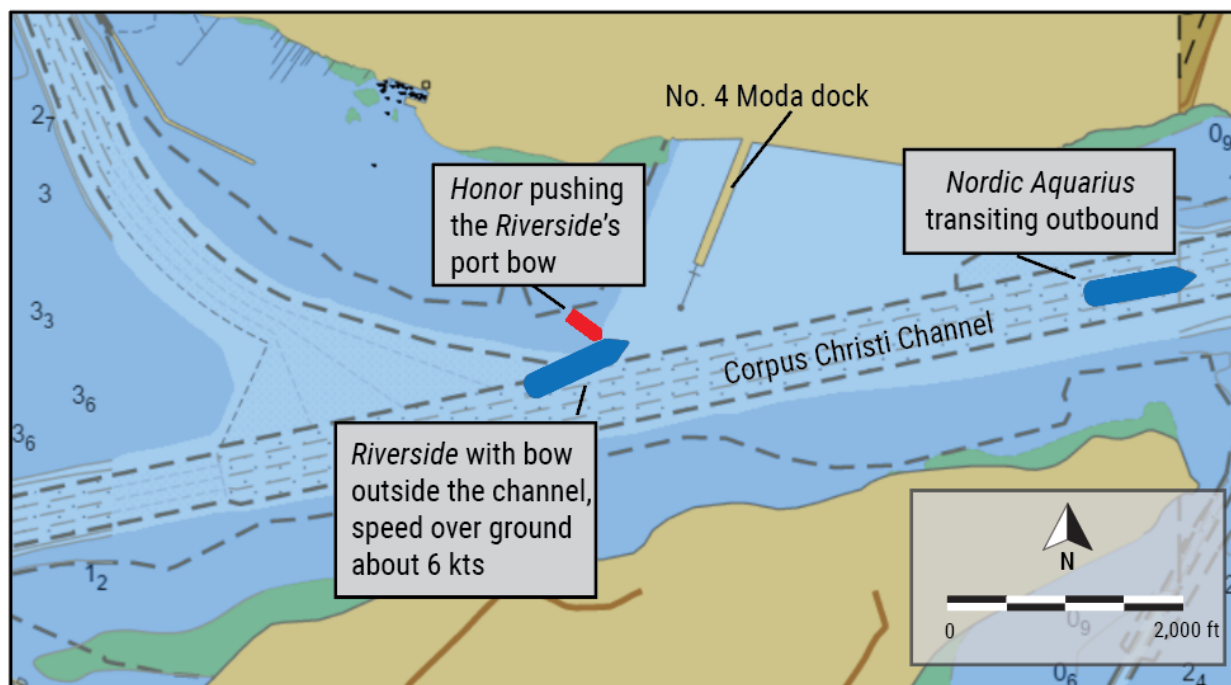 No. 4 Moda dock
Honor pushing
the Riverside's
port bow
Nordic Aquarius
transiting outbound
Corpus Christi Channel
Riverside with bow
outside the channel,
speed over ground
about 6 kts
N
0
2,000 ft
2₇
3
3₃
3₆
3₆
1₂
0₉
0₉
0₆
2₄